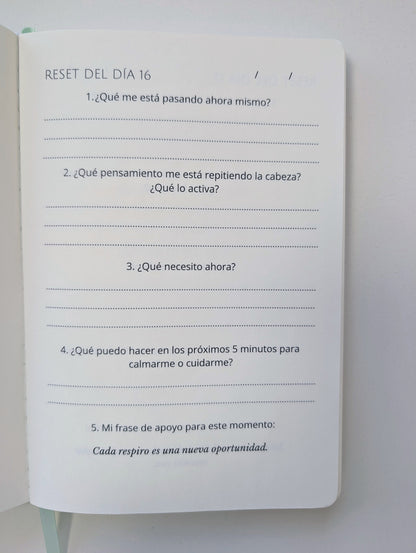 RESET DEL DÍA 16 / /
1.¿Qué me está pasando ahora mismo?
2. ¿Qué pensamiento me está repitiendo la cabeza?
¿Qué lo activa?
3. ¿Qué necesito ahora?
4. ¿Qué puedo hacer en los próximos 5 minutos para
calmarme o cuidarme?
5. Mi frase de apoyo para este momento:
Cada respiro es una nueva oportunidad.